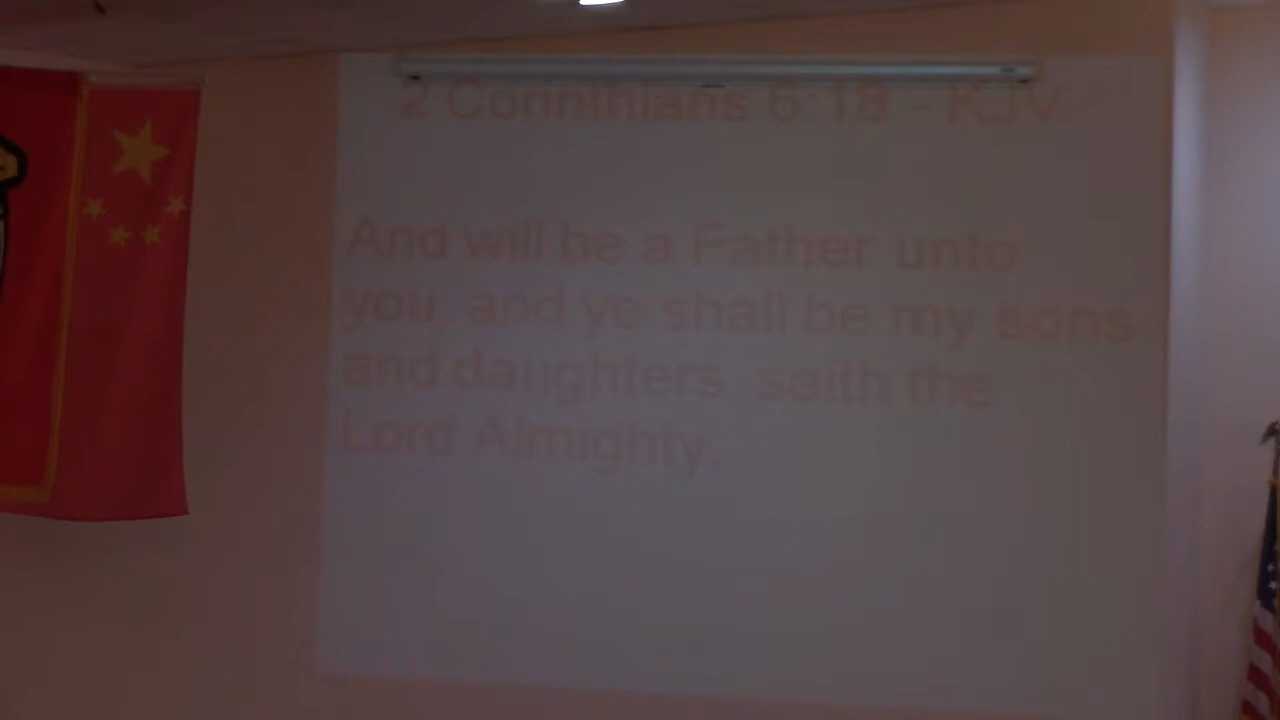 2 Corinthians 6:18 - KJV
And will be a Father unto
you, and ye shall be my sons
and daughters, saith the
Lord Almighty.